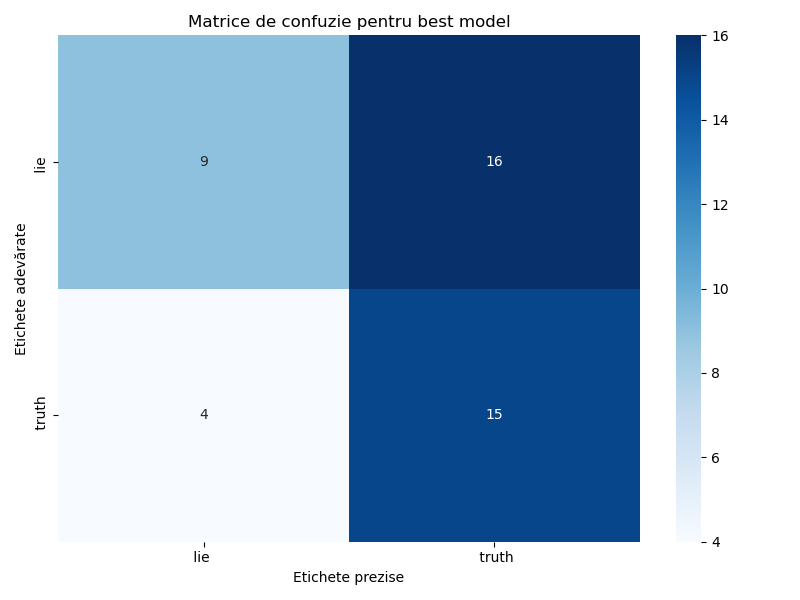 Matrice de confuzie pentru best model
16
14
12
10
8
6
4
Etichete adevărate
lie
truth
9
16
4
15
lie
truth
Etichete prezise